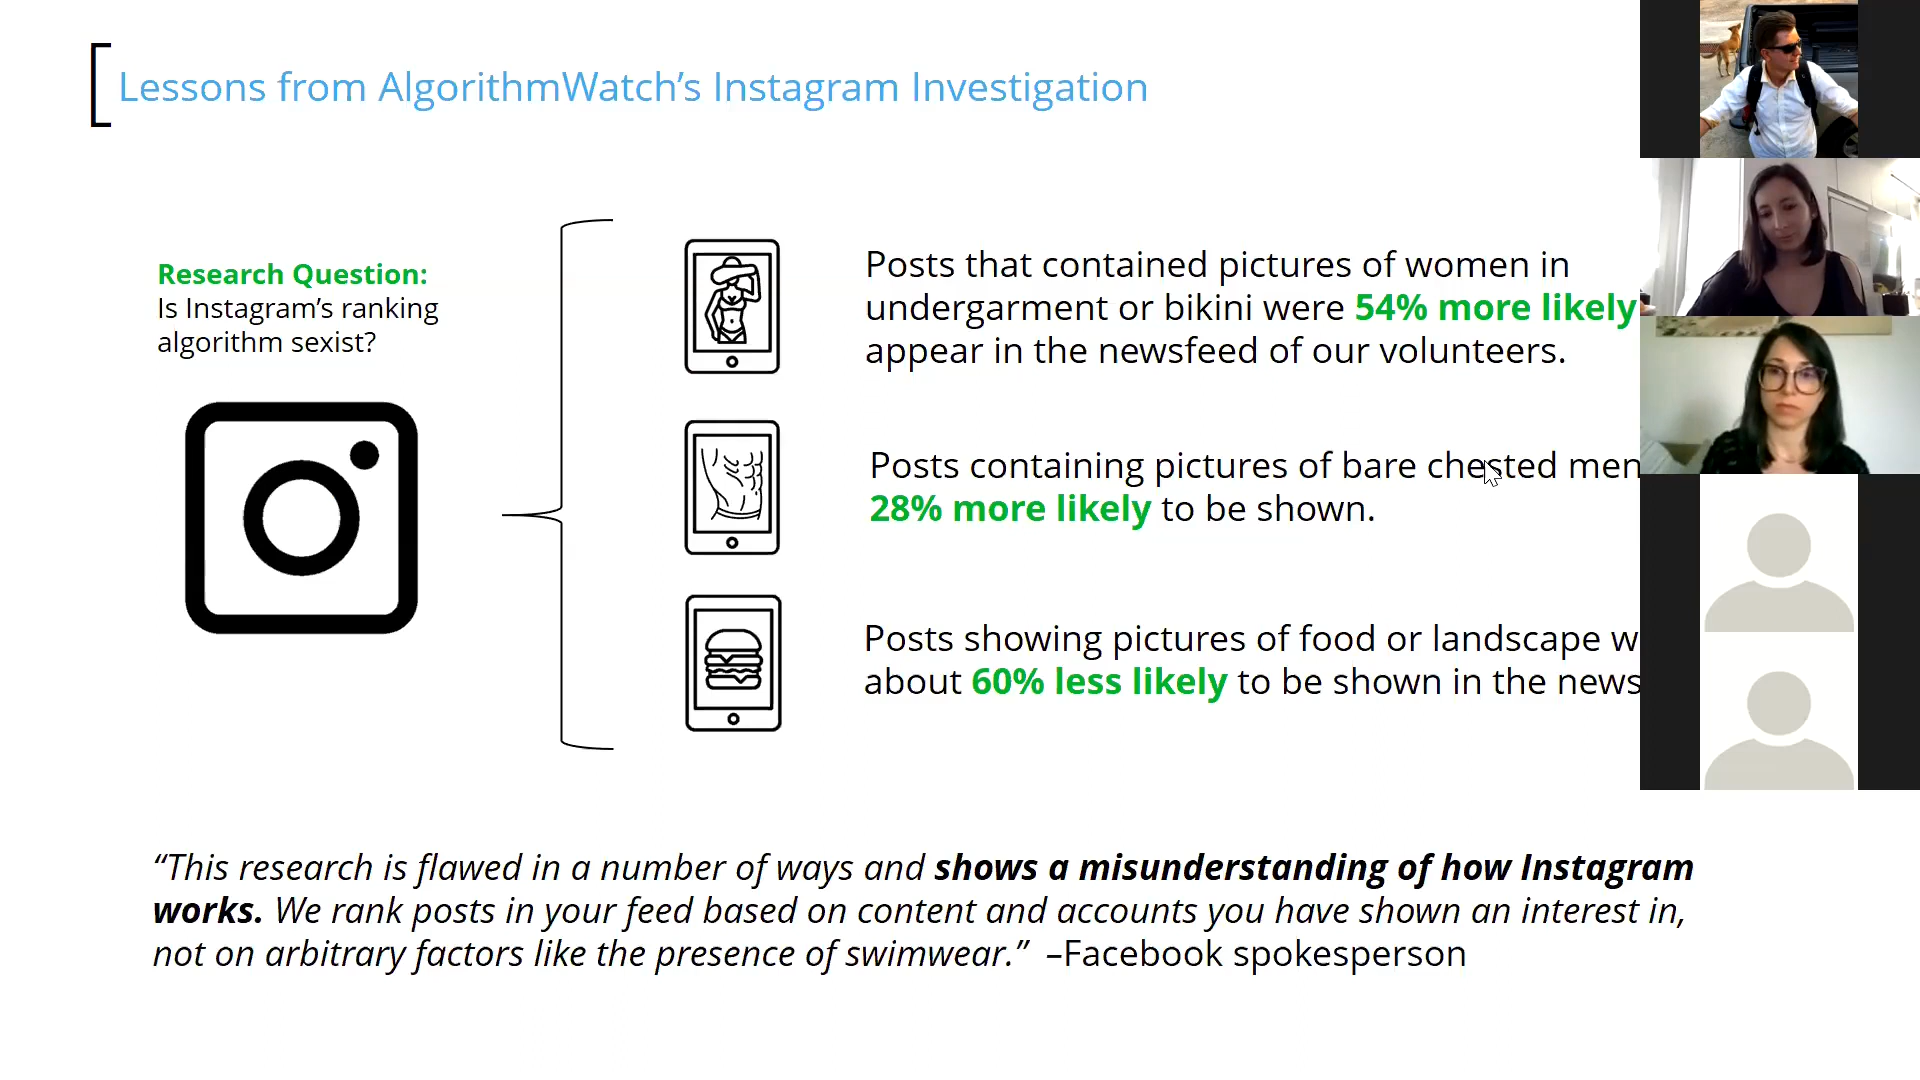 Lessons from AlgorithmWatch’s Instagram Investigation
Research Question:
Is Instagram’s ranking
algorithm sexist?
Posts that contained pictures of women in
undergarment or bikini were 54% more likely
appear in the newsfeed of our volunteers.
Posts containing pictures of bare chested men
28% more likely to be shown.
Posts showing pictures of food or landscape w
about 60% less likely to be shown in the news
“This research is flawed in a number of ways and shows a misunderstanding of how Instagram
works. We rank posts in your feed based on content and accounts you have shown an interest in,
not on arbitrary factors like the presence of swimwear.” –Facebook spokesperson